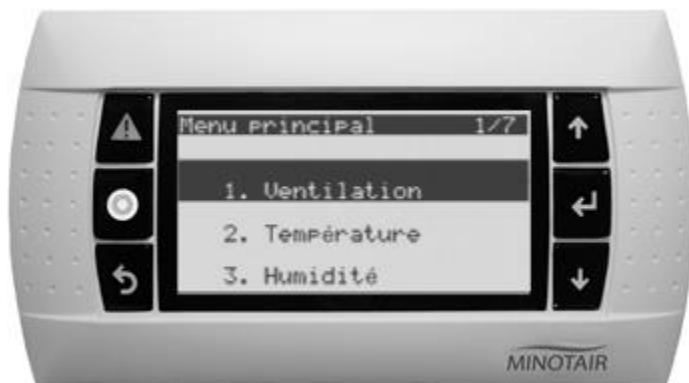 Menu principal 1/7
1. Ventilation
2. Température
3. Humidité
MINOTAIR